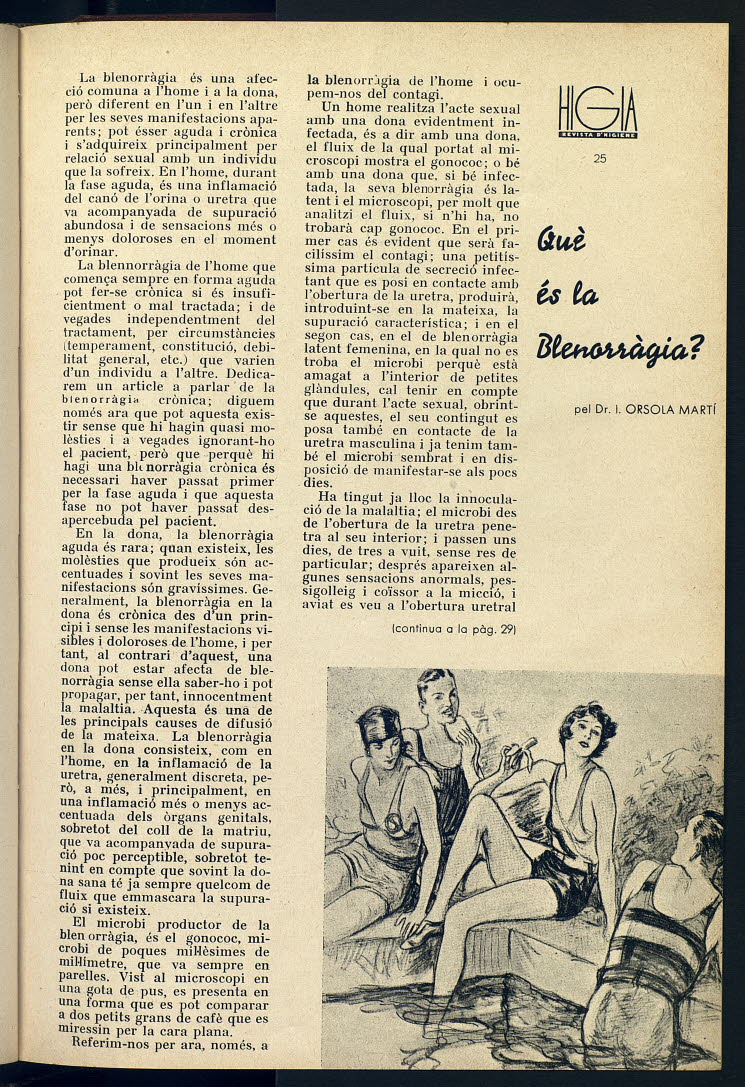 La blenorràgia és una afec-
ció comuna a l'home i a la dona,
però diferent en l'un i en l'altre
per les seves manifestacions apa-
rents; pot ésser aguda i crònica
i s'adquireix principalment per
relació sexual amb un individu
que la sofreix. En l'home, durant
la fase aguda, és una inflamació
del canó de l'orina o uretra que
va acompanyada de supuració
abundosa i de sensacions més o
menys doloroses en el moment
d'orinar.
La blennorràgia de l'home que
comença sempre en forma aguda
pot fer-se crònica si és insufi-
cientment o mal tractada; i de
vegades independentment del
tractament, per circumstàncies
(temperament, constitució, debi-
litat general, etc.) que varien
d'un individu a l'altre. Dedica-
rem un article a parlar de la
blenorràgia crònica; diguem
només ara que pot aquesta exis-
tir sense que hi hagin quasi mo-
lèsties i a vegades ignorant-ho
el pacient, però que perquè hi
hagi una blenorràgia crònica és
necessari haver passat primer
per la fase aguda i que aquesta
fase no pot haver passat des-
apercebuda pel pacient.
En la dona, la blenorràgia
aguda és rara; quan existeix, les
molèsties que produeix són ac-
centuades i sovint les seves ma-
nifestacions són gravíssimes. Ge-
neralment, la blenorràgia en la
dona és crònica des d'un prin-
cipi i sense les manifestacions vi-
sibles i doloroses de l'home, i per
tant, al contrari d'aquest, una
dona pot estar afecta de ble-
norràgia sense ella saber-ho i pot
propagar, per tant, innocentment
la malaltia. Aquesta és una de
les principals causes de difusió
de la mateixa. La blenorràgia
en la dona consisteix, com en
l'home, en la inflamació de la
uretra, generalment discreta, pe-
rò, a més, i principalment, en
una inflamació més o menys ac-
centuada dels òrgans genitals,
sobretot del coll de la matriu,
que va acompanyada de supura-
ció poc perceptible, sobretot te-
nint en compte que sovint la do-
na sana té ja sempre quelcom de
fluix que emmascara la supura-
ció si existeix.
El microbi productor de la
blen orràgia, és el gonococ, mi-
crobi de poques mil·lèsimes de
mil·límetre, que va sempre en
parelles. Vist al microscopi en
una gota de pus, es presenta en
una forma que es pot comparar
a dos petits grans de cafè que es
miressin per la cara plana.
Referim-nos per ara, només, a
la blenorràgia de l'home i ocu-
pem-nos del contagi.
Un home realitza l'acte sexual
amb una dona evidentment in-
fectada, és a dir amb una dona,
el fluix de la qual portat al mi-
croscopi mostra el gonococ; o bé
amb una dona que, si bé infec-
tada, la seva blenorràgia és la-
tent i el microscopi, per molt que
analitzi el fluix, si n'hi ha, no
trobarà cap gonococ. En el pri-
mer cas és evident que serà fa-
cilíssim el contagi; una petitís-
sima partícula de secreció infec-
tant que es posi en contacte amb
l'obertura de la uretra, produirà,
introduint-se en la mateixa, la
supuració característica; i en el
segon cas, en el de blenorràgia
latent femenina, en la qual no es
troba el microbi perquè està
amagat a l'interior de petites
glàndules, cal tenir en compte
que durant l'acte sexual, obrint-
se aquestes, el seu contingut es
posa també en contacte de la
uretra masculina i ja tenim tam-
bé el microbi sembrat i en dis-
posició de manifestar-se als pocs
dies.
Ha tingut ja lloc la innocula-
ció de la malaltia; el microbi des
de l'obertura de la uretra pene-
tra al seu interior; i passen uns
dies, de tres a vuit, sense res de
particular; després apareixen al-
gunes sensacions anormals, pes-
sigolleig i coïssor a la micció, i
aviat es veu a l'obertura uretral
(continua a la pàg. 29)
HIGIA
REVISTA D'HIGIENE
25
Què
és la
Blenorràgia?
pel Dr. I. ORSOLA MARTÍ